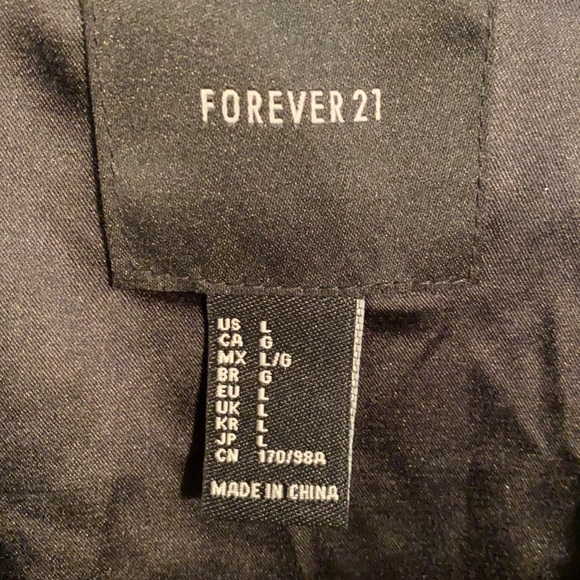 FOREVER 21
US L
CA G
MX L/G
BR G
EU L
UK L
KR L
JP L
CN 170/98A
MADE IN CHINA